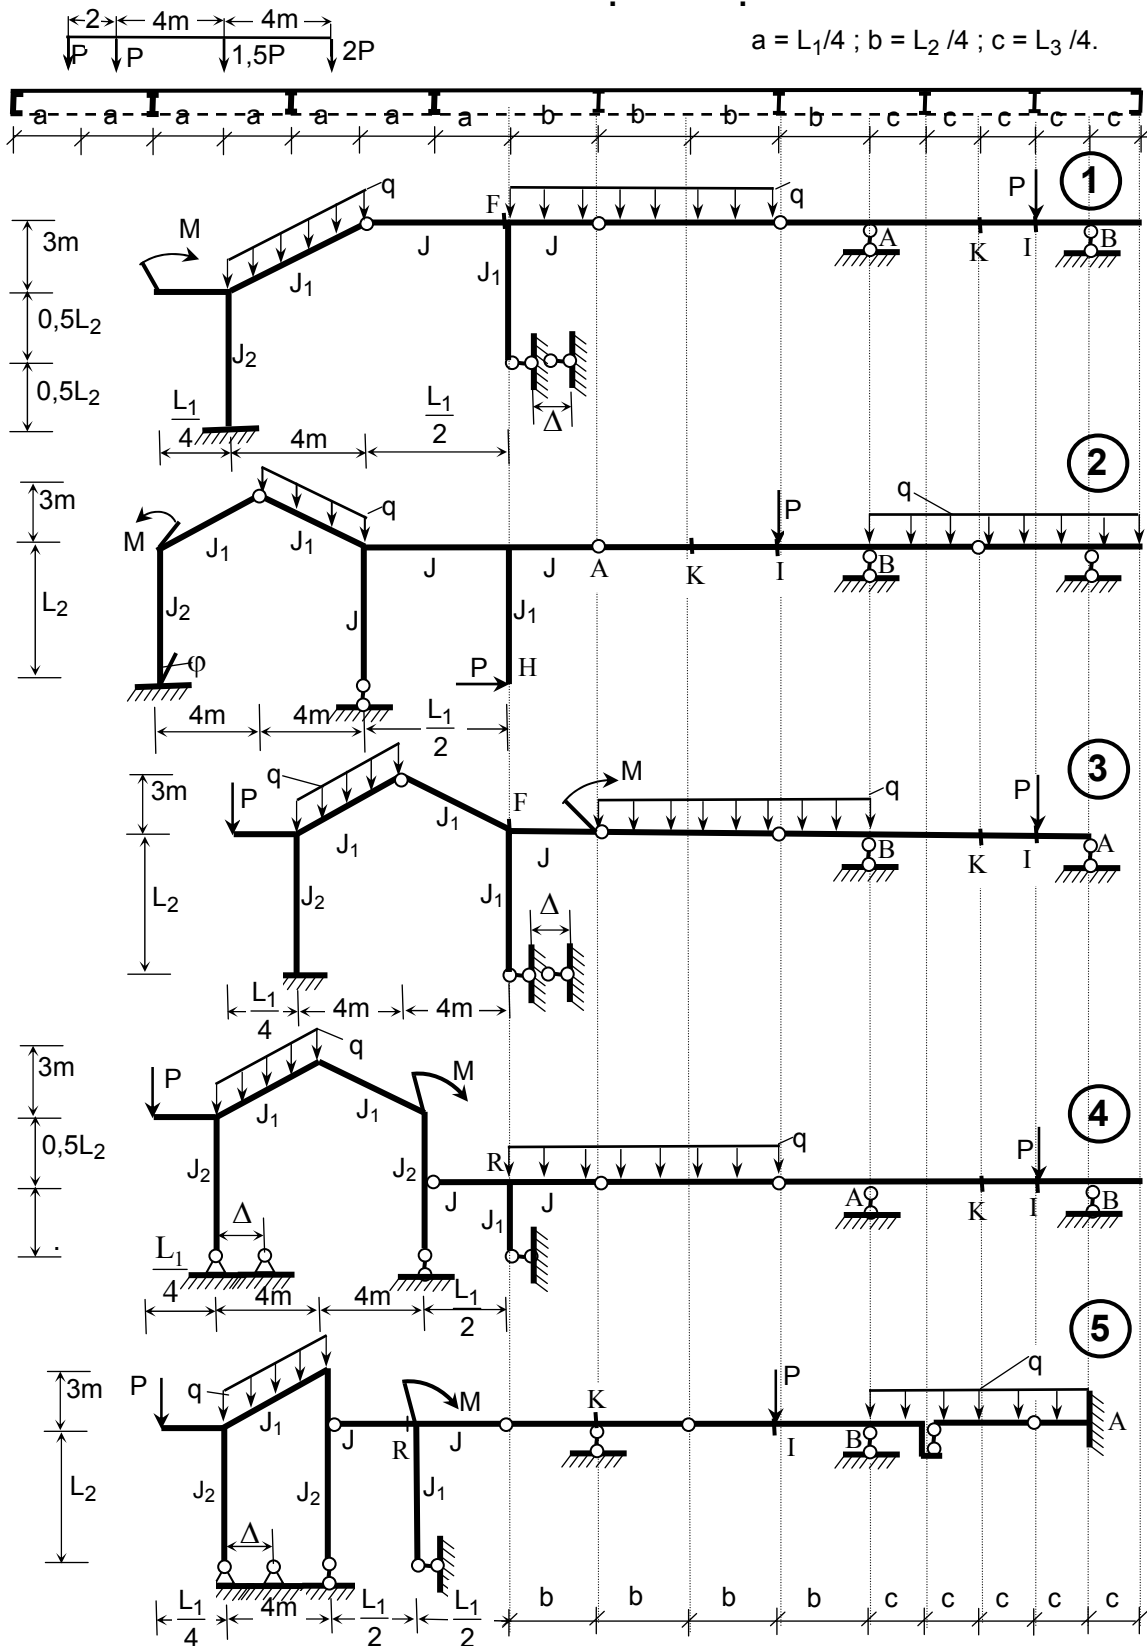 2 4m 4m
P P 1,5P 2P
a = L1/4 ; b = L2 /4 ; c = L3 /4.
a a a a a a a b b b b c c c c c
1
M q F q P
3m J J J1 J1 A K I B
0,5L2
J2
0,5L2
L1/4 4m L1/2 Δ
2
3m q P q
M J1 J1 J J A K I B
L2 J2 J J1
φ P H
4m 4m L1/2
3
3m q P F M q P
J1 J1 J B K I A
L2 J2 J1 Δ
L1/4 4m 4m L1/2
4
3m P q M
J1 J1
0,5L2 J2 J2 R q P
J J A K I B
. Δ J1
L1/4 4m 4m L1/2
5
3m P q M K P q
J1 J R J I B A
L2 J2 J2 J1
Δ
L1/4 4m L1/2 L1/2 b b b b c c c c c